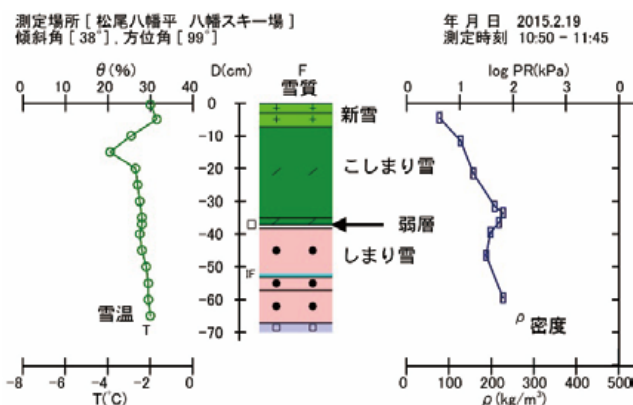 測定場所 [ 松尾八幡平 八幡スキー場 ]
傾斜角 [ 38° ] , 方位角 [ 99° ]
年 月 日 2015.2.19
測定時刻 10:50 − 11:45
θ (%)
0 10 20 30 40
D(cm)
F
雪質
log PR(kPa)
0 1 2 3
0
-10
-20
-30
-40
-50
-60
-70
新雪
こしまり雪
弱層
しまり雪
IF
雪温
T
ρ 密度
-8 -6 -4 -2 0
T(°C)
0 100 200 300 400 500
ρ(kg/m³)